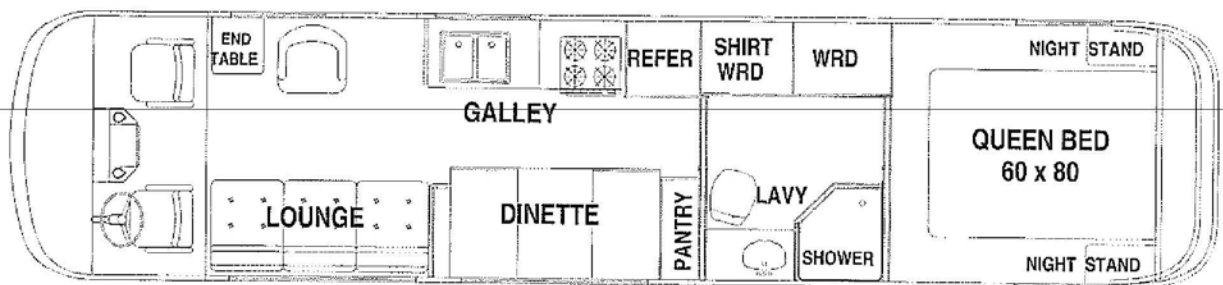 END
TABLE
REFER
SHIRT
WRD
WRD
NIGHT STAND
GALLEY
QUEEN BED
60 x 80
LOUNGE
DINETTE
PANTRY
LAVY
SHOWER
NIGHT STAND